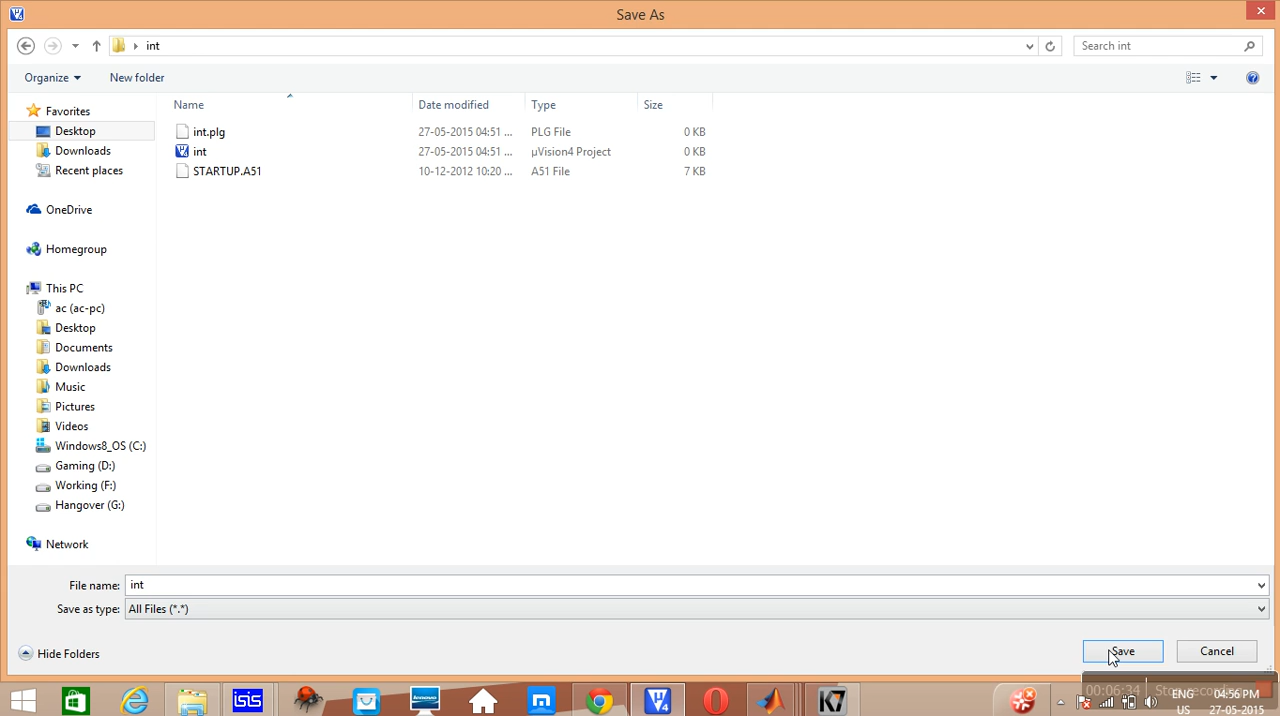 Save As
int
Search int
Organize
New folder
Name
Date modified
Type
Size
int.plg
27-05-2015 04:51 ...
PLG File
0 KB
int
27-05-2015 04:51 ...
µVision4 Project
0 KB
STARTUP.A51
10-12-2012 10:20 ...
A51 File
7 KB
Favorites
Desktop
Downloads
Recent places
OneDrive
Homegroup
This PC
ac (ac-pc)
Desktop
Documents
Downloads
Music
Pictures
Videos
Windows8_OS (C:)
Gaming (D:)
Working (F:)
Hangover (G:)
Network
File name: int
Save as type: All Files (*.*)
Hide Folders
Save
Cancel
isis
lenovo
ENG
US
04:56 PM
27-05-2015